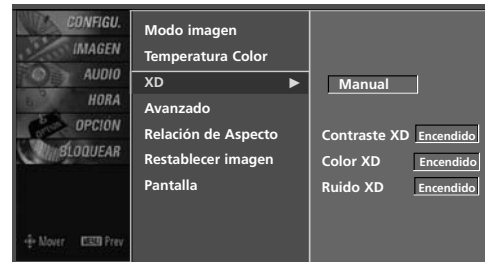 CONFIGU.
IMAGEN
AUDIO
HORA
OPCION
BLOQUEAR
Mover MENU Prev
Modo imagen
Temperatura Color
XD ▶
Avanzado
Relación de Aspecto
Restablecer imagen
Pantalla
Manual
Contraste XD Encendido
Color XD Encendido
Ruido XD Encendido